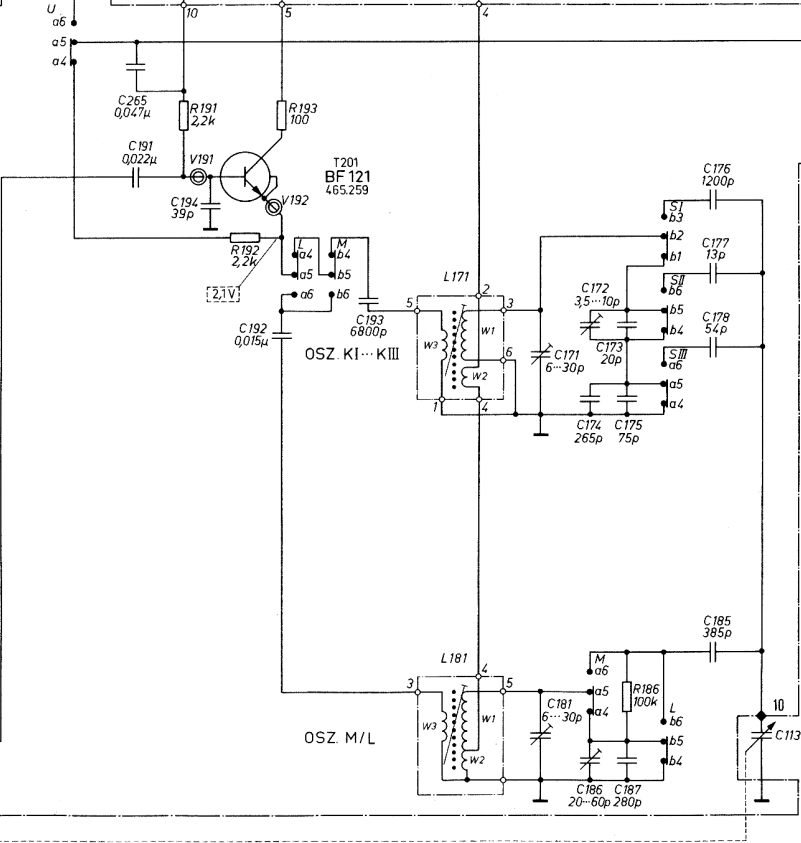 U
a6
a5
a4
10
5
4
C265
0,047µ
R191
2,2k
R193
100
C191
0,022µ
V191
T201
BF 121
465.259
C194
39p
V192
R192
2,2k
2,1V
L
a4
a5
a6
M
b4
b5
b6
C192
0,015µ
C193
6800p
OSZ. KI···KIII
L171
2
5
3
W1
W3
W2
6
1
4
C171
6···30p
C172
3,5···10p
C173
20p
C174
265p
C175
75p
C176
1200p
SI
b3
b2
b1
C177
13p
SII
b6
b5
b4
C178
54p
SIII
a6
a5
a4
C185
385p
L181
4
3
5
W1
W3
W2
OSZ. M/L
C181
6···30p
M
a6
a5
a4
R186
100k
L
b6
b5
b4
C186
20···60p
C187
280p
10
C113